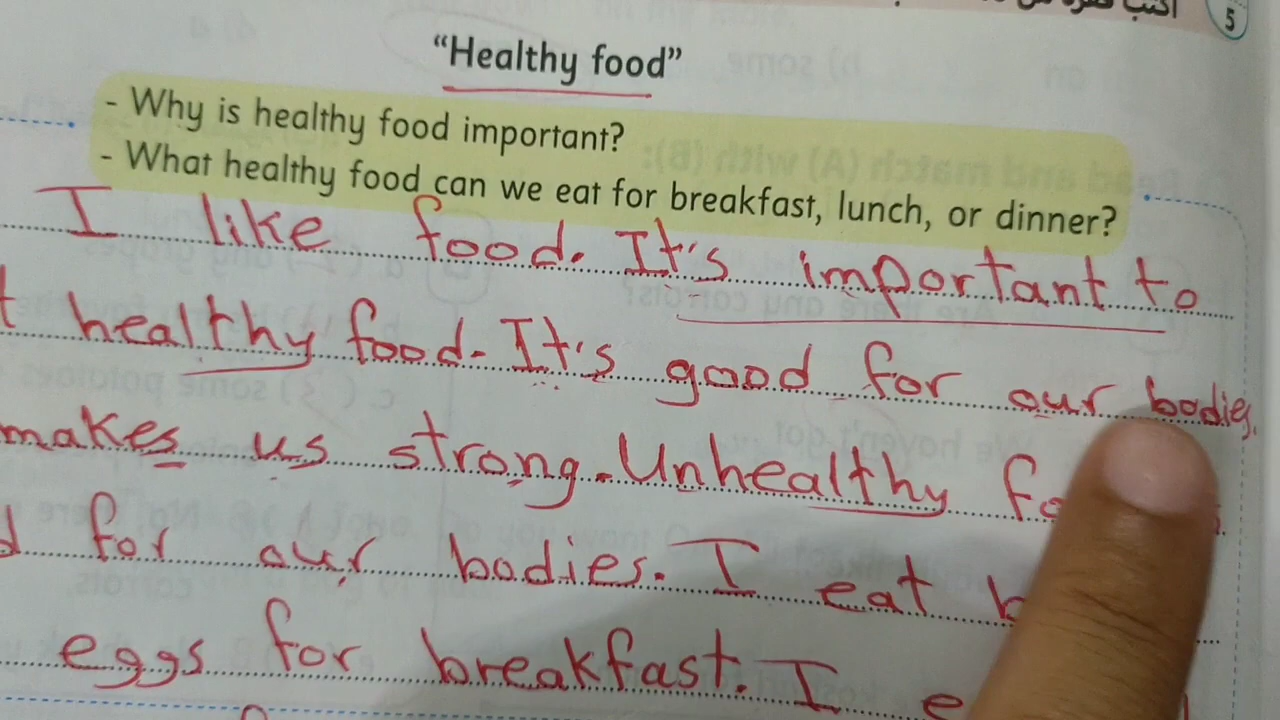 اكتب فقرة من
5
"Healthy food"
- Why is healthy food important?
- What healthy food can we eat for breakfast, lunch, or dinner?
I like food. It's important to
healthy food. It's good for our bodies.
makes us strong. Unhealthy
for our bodies. I eat
eggs for breakfast. I